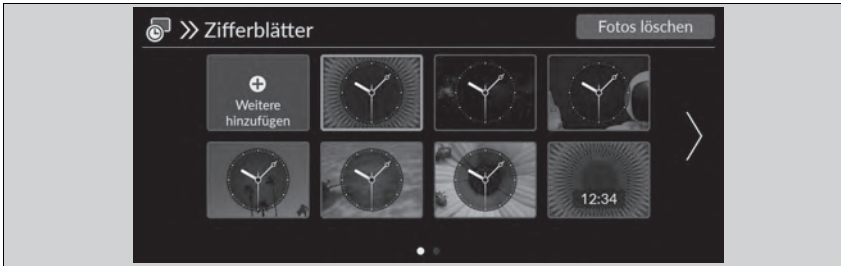 Zifferblätter
Fotos löschen
Weitere
hinzufügen
12:34